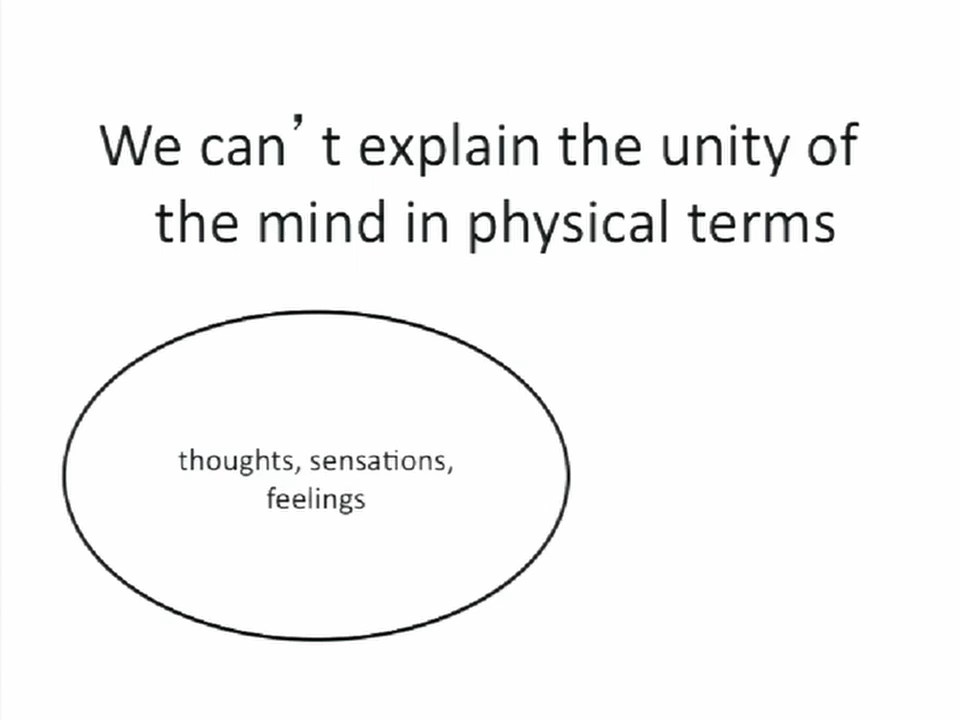 We can’t explain the unity of
the mind in physical terms
thoughts, sensations,
feelings